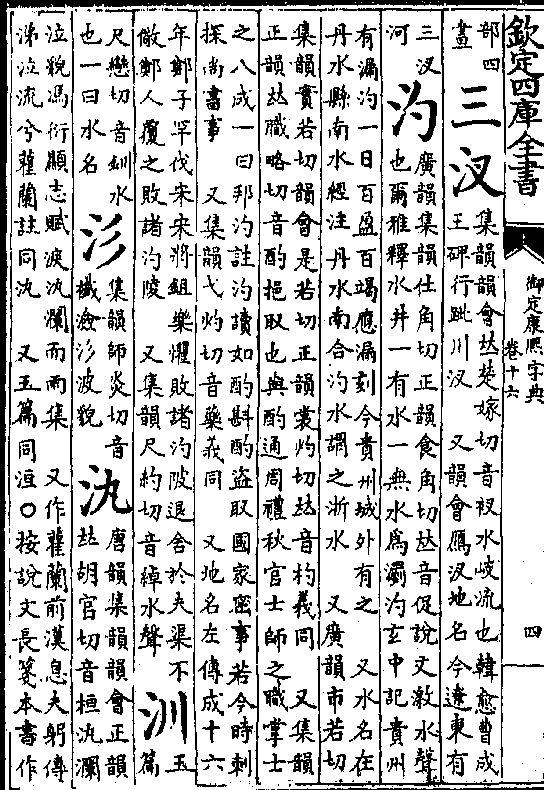 欽定四庫全書
御定康熙字典
卷十六
四
部四
畫
三汊
集韻韻會𠀤楚嫁切音衩水歧流也韓愈曹成
王碑行跐川汊 又韻會鴈汊地名今遼東有
三汊
河
汋
廣韻集韻仕角切正韻食角切𠀤音浞說文激水聲
也爾雅釋水井一有水一無水爲瀱汋玄中記貴州
有漏汋一日百盈百竭應漏刻今貴州城外有之 又水名在
丹水縣南水經注丹水南合汋水謂之浙水 又廣韻市若切
集韻實若切韻會是若切正韻裳灼切𠀤音杓義同 又集韻
正韻𠀤職略切音酌挹取也與酌通周禮秋官士師之職掌士
之八成一曰邦汋註汋讀如酌斟酌盜取國家密事若今時刺
探尚書事 又集韻弋灼切音藥義同 又地名左傳成十六
年鄭子罕伐宋宋將鉏樂懼敗諸汋陂退舍於夫渠不
儆鄭人覆之敗諸汋陵 又集韻尺約切音綽水聲
汌
玉
篇
尺戀切音釧水
也一曰水名
集韻師炎切音
波貌
汍
唐韻集韻韻會正韻
𠀤胡官切音桓汍瀾
泣貌馮衍顯志賦淚汍瀾而雨集 又作雚蘭前漢息夫躬傳
涕泣流兮雚蘭註同汍 又玉篇同洹○按說文長箋本書作